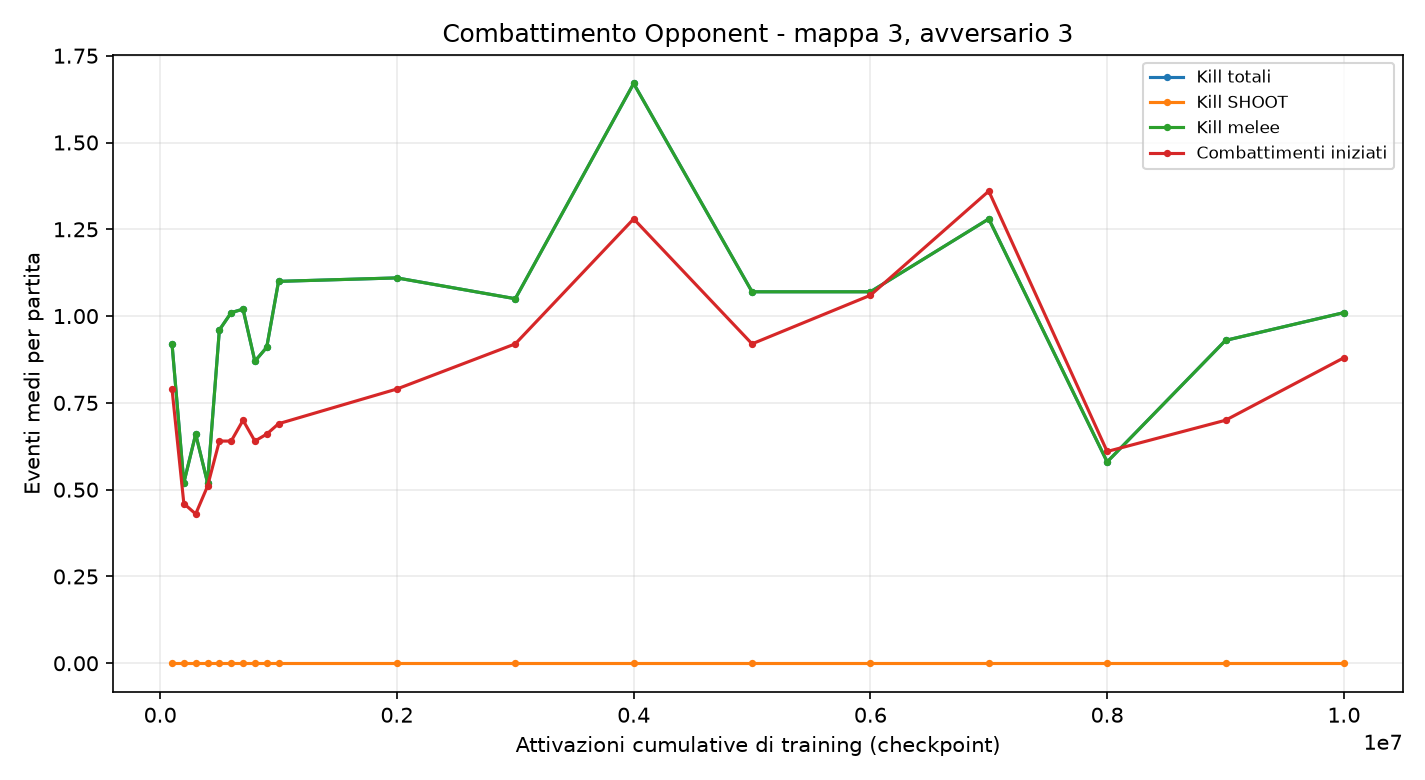 Combattimento Opponent - mappa 3, avversario 3
Kill totali
Kill SHOOT
Kill melee
Combattimenti iniziati
Eventi medi per partita
1.75
1.50
1.25
1.00
0.75
0.50
0.25
0.00
0.0 0.2 0.4 0.6 0.8 1.0
1e7
Attivazioni cumulative di training (checkpoint)